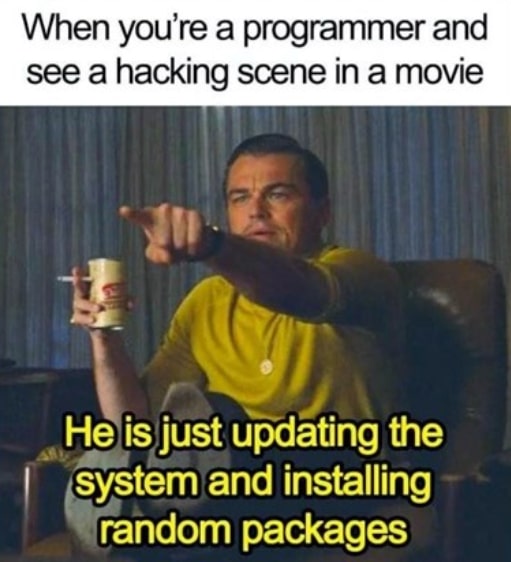 When you're a programmer and
see a hacking scene in a movie
He is just updating the
system and installing
random packages